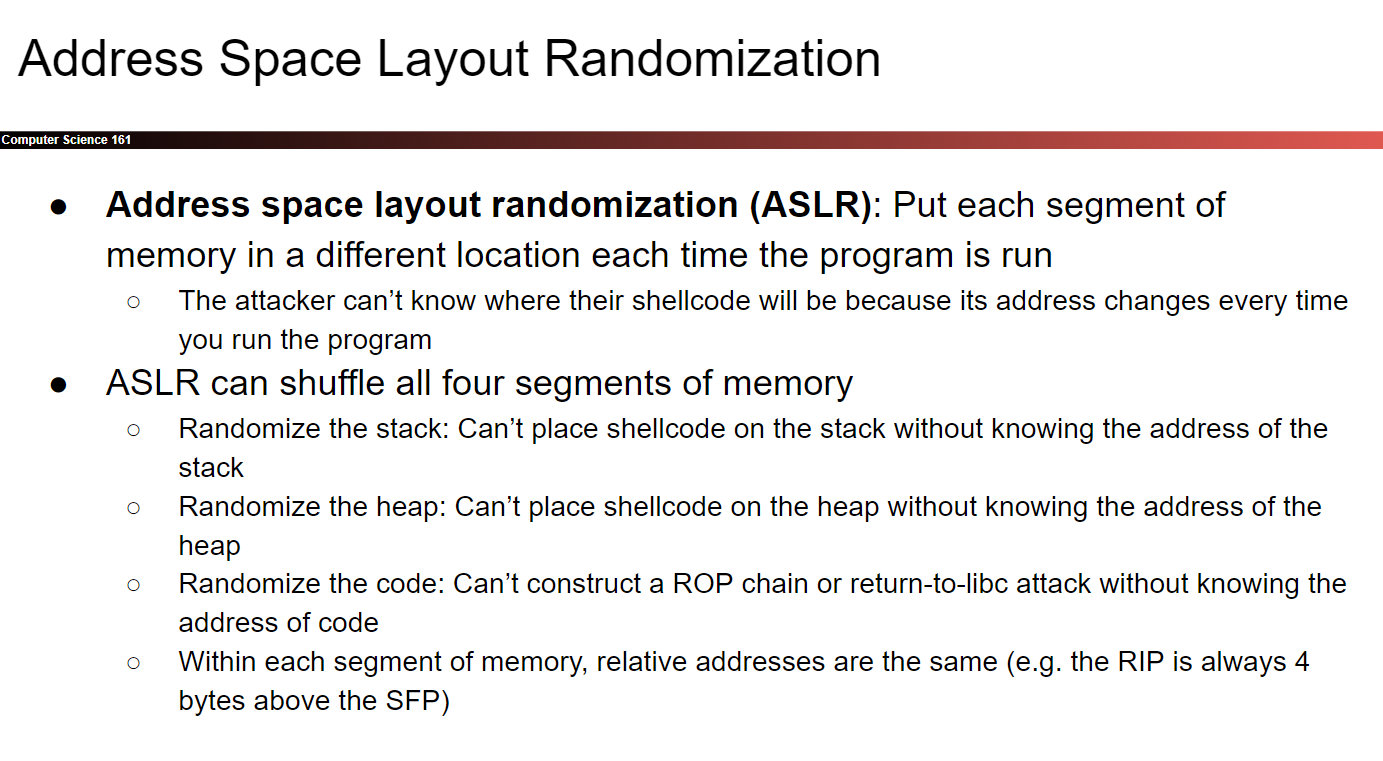 Address Space Layout Randomization
Computer Science 161
● Address space layout randomization (ASLR): Put each segment of
memory in a different location each time the program is run
○ The attacker can’t know where their shellcode will be because its address changes every time
you run the program
● ASLR can shuffle all four segments of memory
○ Randomize the stack: Can’t place shellcode on the stack without knowing the address of the
stack
○ Randomize the heap: Can’t place shellcode on the heap without knowing the address of the
heap
○ Randomize the code: Can’t construct a ROP chain or return-to-libc attack without knowing the
address of code
○ Within each segment of memory, relative addresses are the same (e.g. the RIP is always 4
bytes above the SFP)